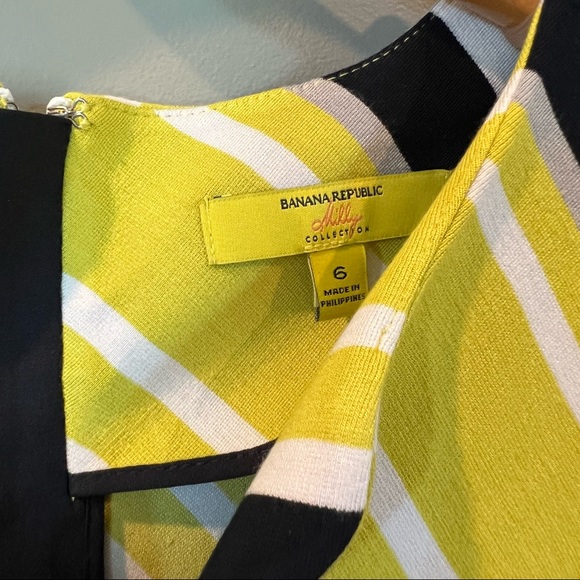 BANANA REPUBLIC
Milly
COLLECTION
6
MADE IN
PHILIPPINES